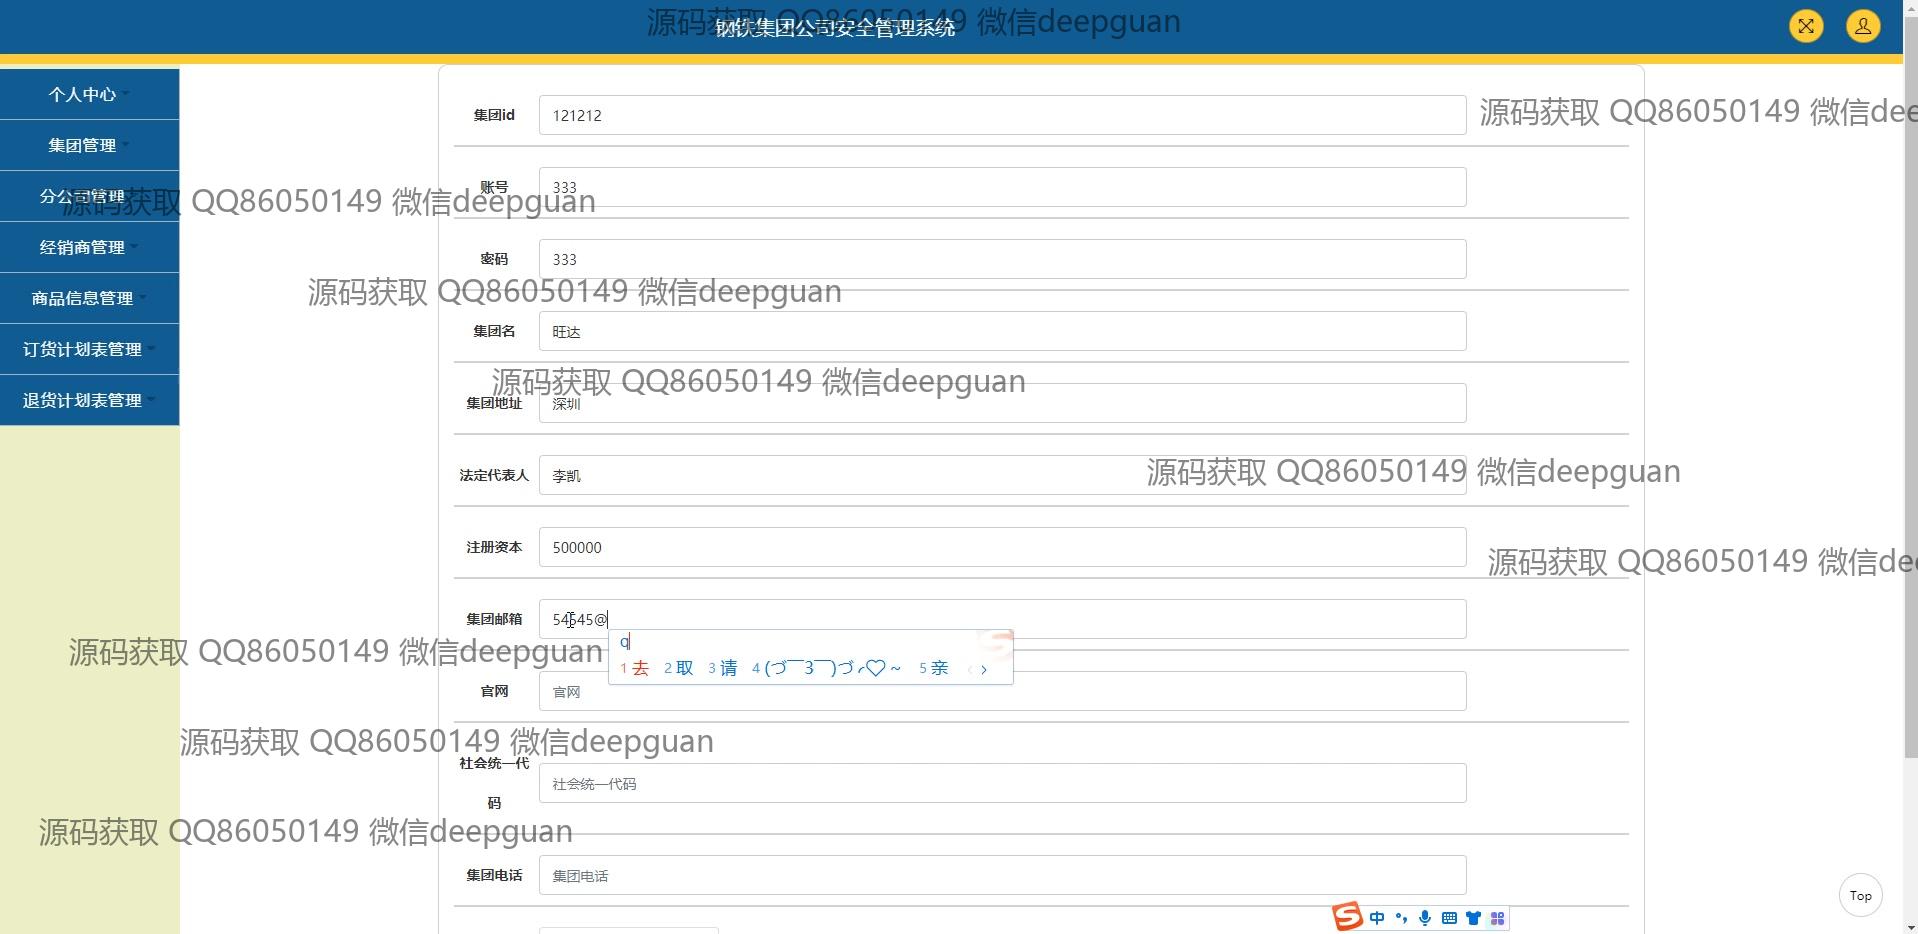 钢铁集团公司安全管理系统
源码获取 QQ86050149 微信deepguan
个人中心
集团管理
分公司管理
经销商管理
商品信息管理
订货计划表管理
退货计划表管理
集团id 121212
源码获取 QQ86050149 微信dee
账号 333
源码获取 QQ86050149 微信deepguan
密码 333
源码获取 QQ86050149 微信deepguan
集团名 旺达
源码获取 QQ86050149 微信deepguan
集团地址 深圳
法定代表人 李凯
源码获取 QQ86050149 微信deepguan
注册资本 500000
源码获取 QQ86050149 微信dee
集团邮箱 54545@
q
1 去 2 取 3 请 4 (づ￣3￣)づ╭♡~ 5 亲
源码获取 QQ86050149 微信deepguan
官网 官网
源码获取 QQ86050149 微信deepguan
社会统一代
码
社会统一代码
源码获取 QQ86050149 微信deepguan
集团电话 集团电话
Top
S 中